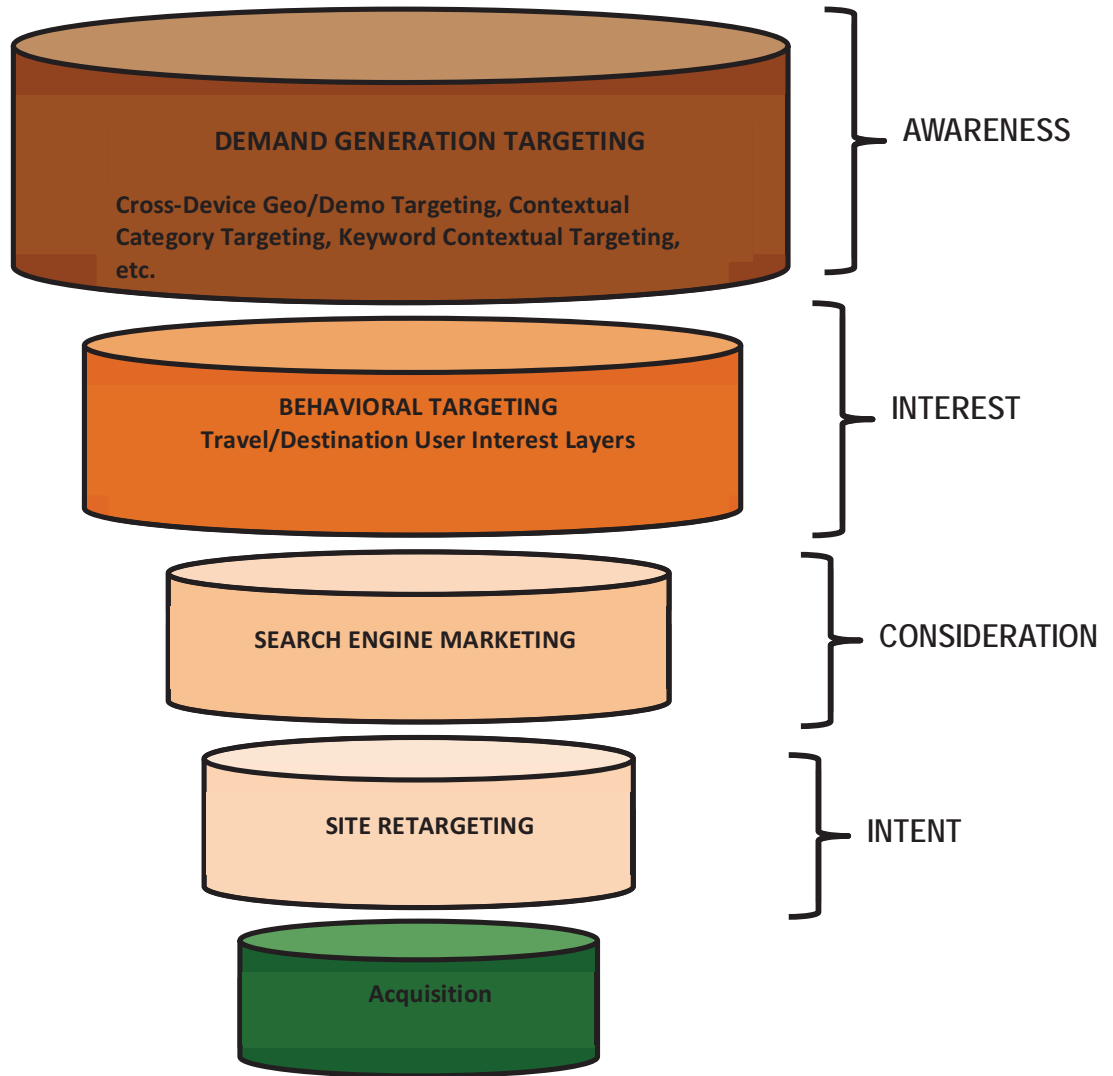 DEMAND GENERATION TARGETING
Cross-Device Geo/Demo Targeting, Contextual
Category Targeting, Keyword Contextual Targeting,
etc.
AWARENESS
BEHAVIORAL TARGETING
Travel/Destination User Interest Layers
INTEREST
SEARCH ENGINE MARKETING
CONSIDERATION
SITE RETARGETING
INTENT
Acquisition